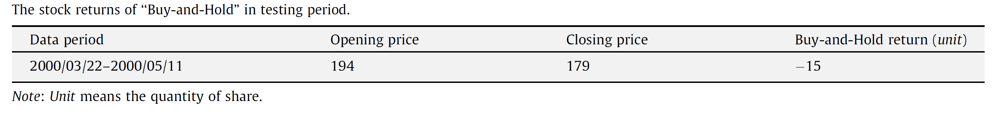 The stock returns of “Buy-and-Hold” in testing period.
Data period Opening price Closing price Buy-and-Hold return (unit)
2000/03/22–2000/05/11 194 179 −15
Note: Unit means the quantity of share.